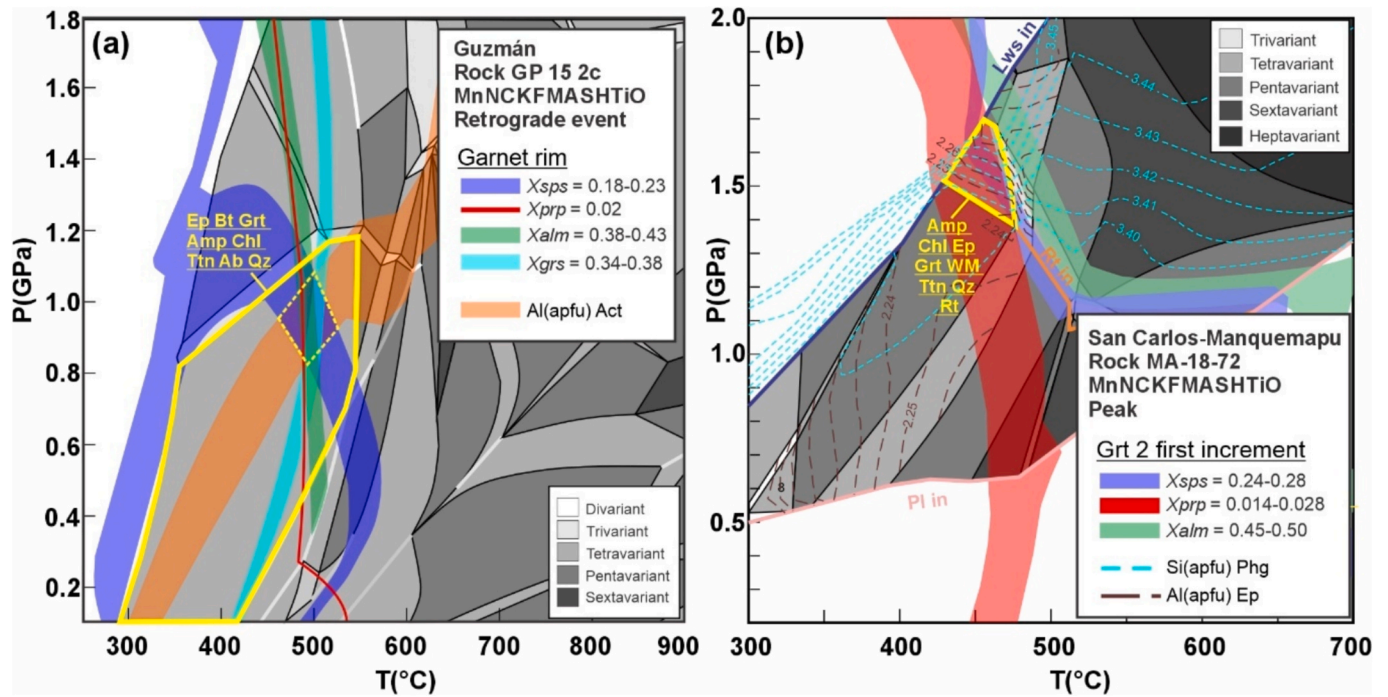 (a)
1.8
1.6
1.4
1.2
1.0
0.8
0.6
0.4
0.2
P(GPa)
300 400 500 600 700 800 900
T(°C)
Ep Bt Grt
Amp Chl
Ttn Ab Qz
Guzmán
Rock GP 15 2c
MnNCKFMASHTiO
Retrograde event
Garnet rim
Xsps = 0.18-0.23
Xprp = 0.02
Xalm = 0.38-0.43
Xgrs = 0.34-0.38
Al(apfu) Act
Divariant
Trivariant
Tetravariant
Pentavariant
Sextavariant
(b)
2.0
1.5
1.0
0.5
P(GPa)
300 400 500 600 700
T(°C)
Lws in
Rt in
Pl in
3.45
3.44
3.43
3.42
3.41
3.40
2.24
2.25
8
Amp
Chl Ep
Grt WM
Ttn Qz
Rt
Trivariant
Tetravariant
Pentavariant
Sextavariant
Heptavariant
San Carlos-Manquemapu
Rock MA-18-72
MnNCKFMASHTiO
Peak
Grt 2 first increment
Xsps = 0.24-0.28
Xprp = 0.014-0.028
Xalm = 0.45-0.50
Si(apfu) Phg
Al(apfu) Ep